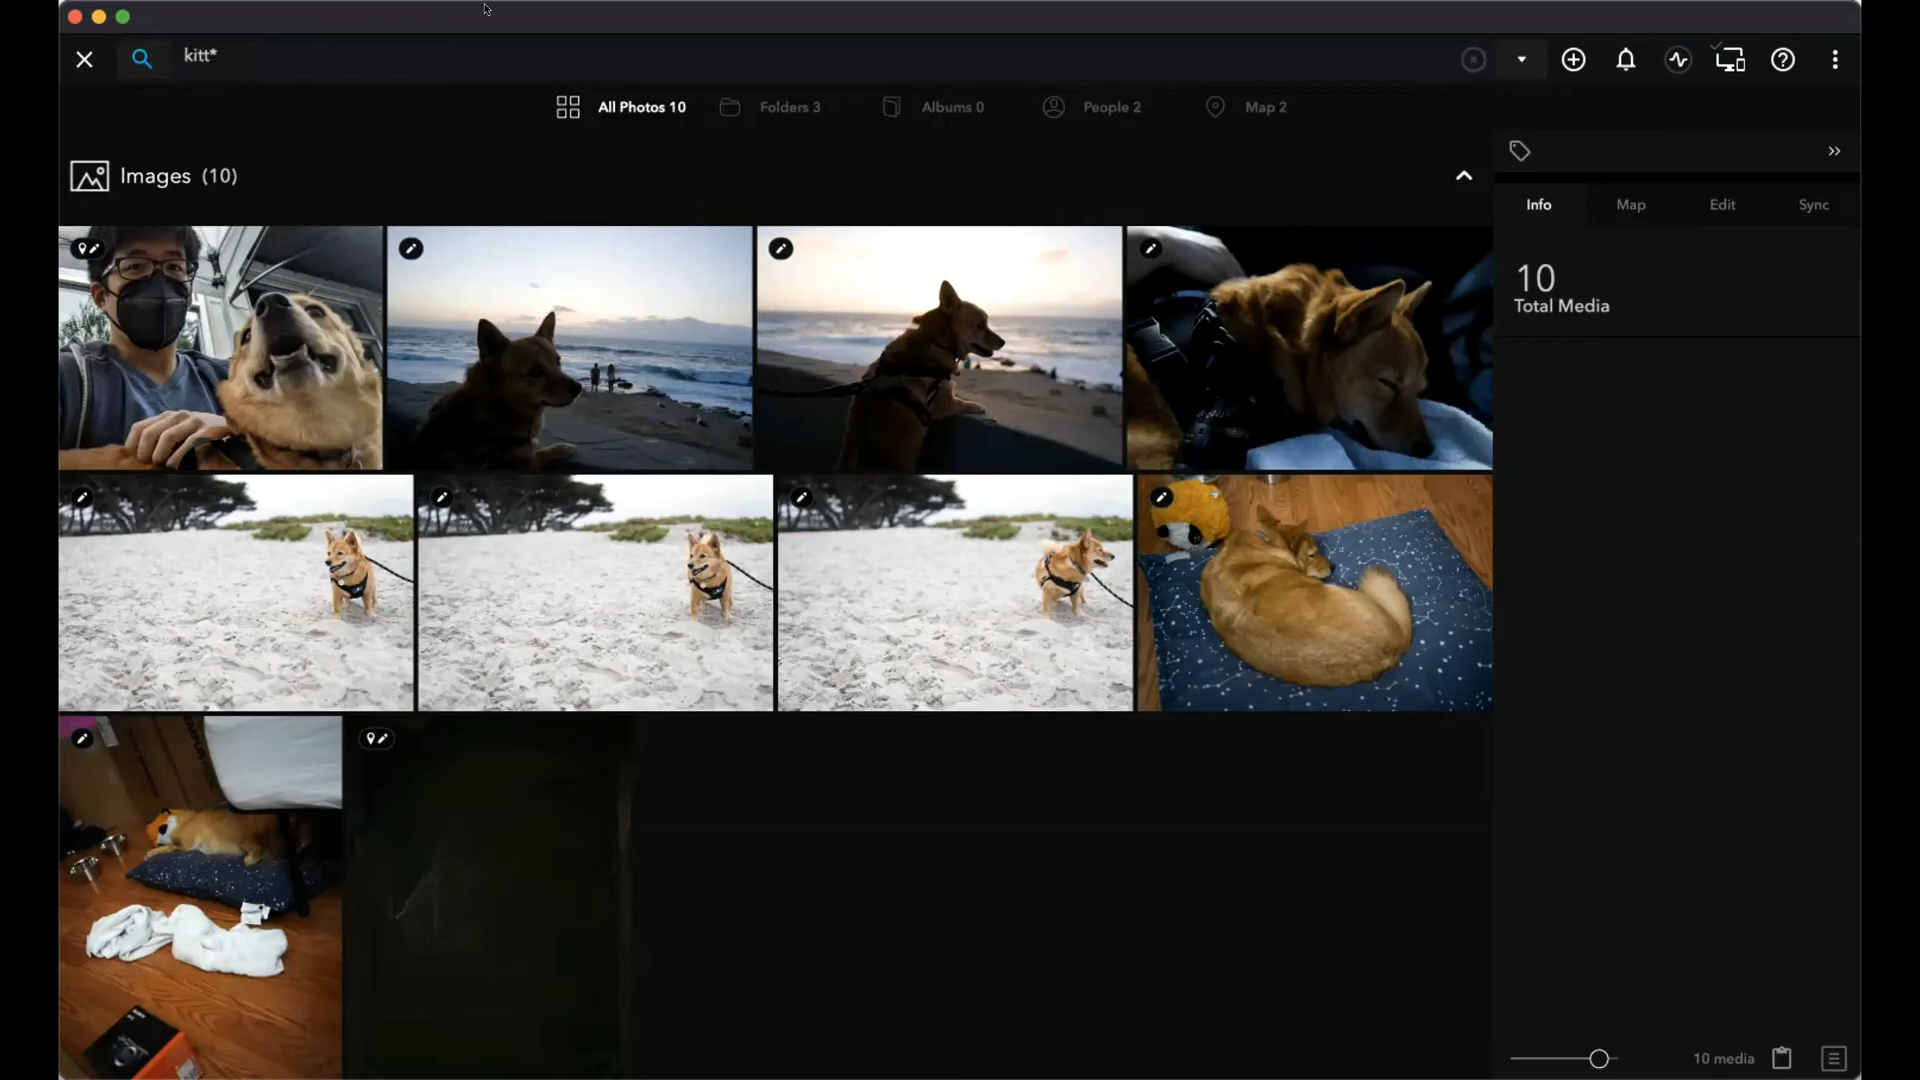 kitt*
All Photos 10
Folders 3
Albums 0
People 2
Map 2
Images (10)
Info
Map
Edit
Sync
10
Total Media
10 media